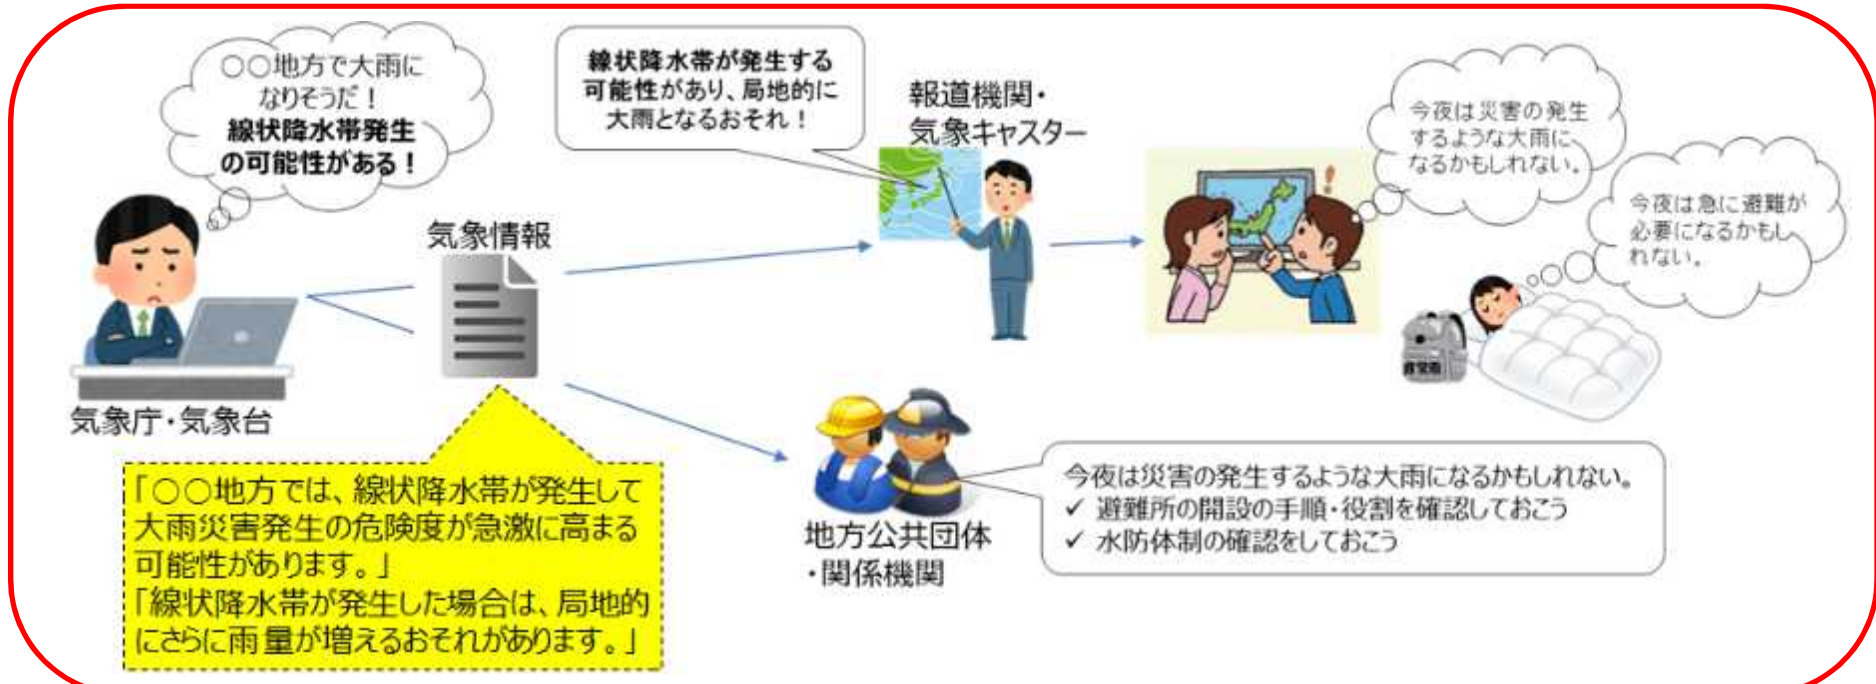 ○○地方で大雨に
なりそうだ！
線状降水帯発生
の可能性がある！
気象庁・気象台
気象情報
「○○地方では、線状降水帯が発生して
大雨災害発生の危険度が急激に高まる
可能性があります。」
「線状降水帯が発生した場合は、局地的
にさらに雨量が増えるおそれがあります。」
線状降水帯が発生する
可能性があり、局地的に
大雨となるおそれ！
報道機関・
気象キャスター
今夜は災害の発生
するような大雨に
なるかもしれない。
今夜は急に避難が
必要になるかもし
れない。
非常用
地方公共団体
・関係機関
今夜は災害の発生するような大雨になるかもしれない。
✓ 避難所の開設の手順・役割を確認しておこう
✓ 水防体制の確認をしておこう